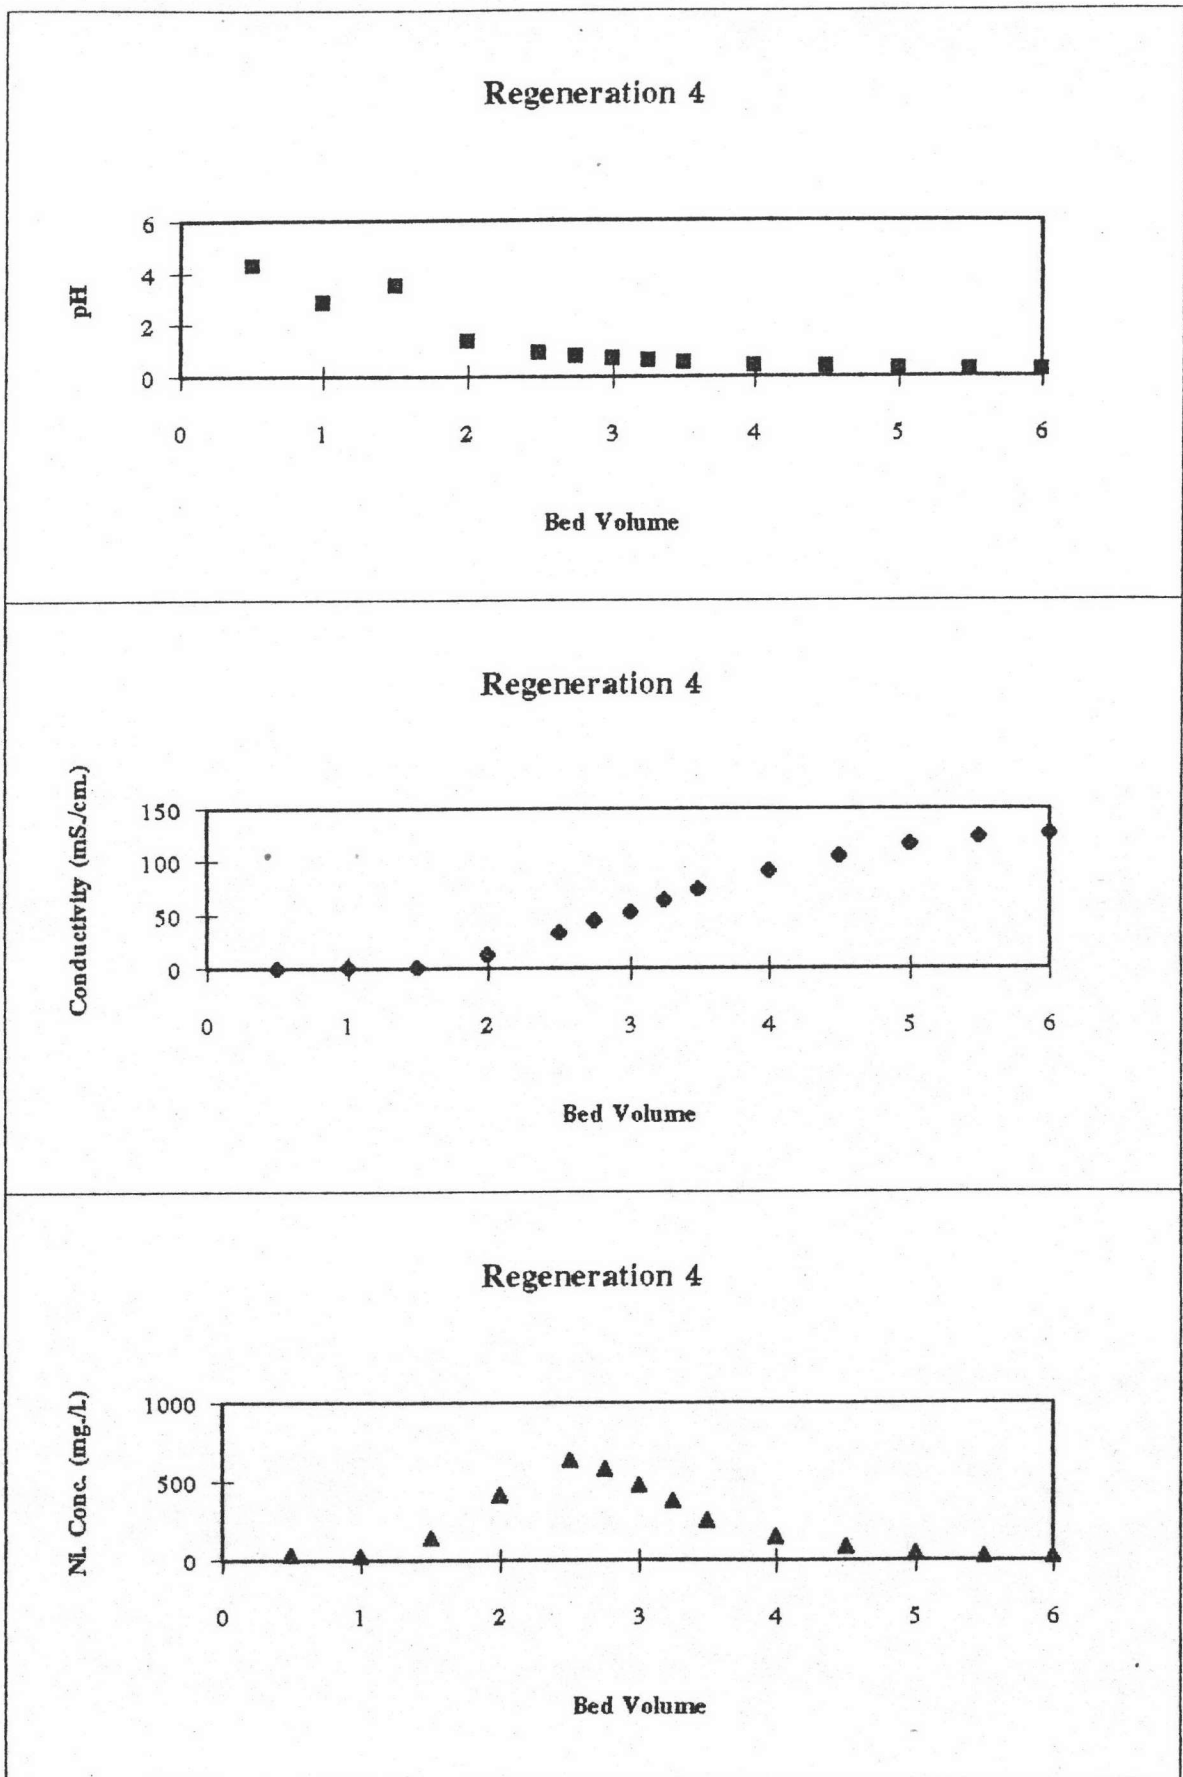 Regeneration 4
pH
6
4
2
0
0 1 2 3 4 5 6
Bed Volume
Regeneration 4
Conductivity (mS./cm.)
150
100
50
0
0 1 2 3 4 5 6
Bed Volume
Regeneration 4
Ni. Conc. (mg./l.)
1000
500
0
0 1 2 3 4 5 6
Bed Volume